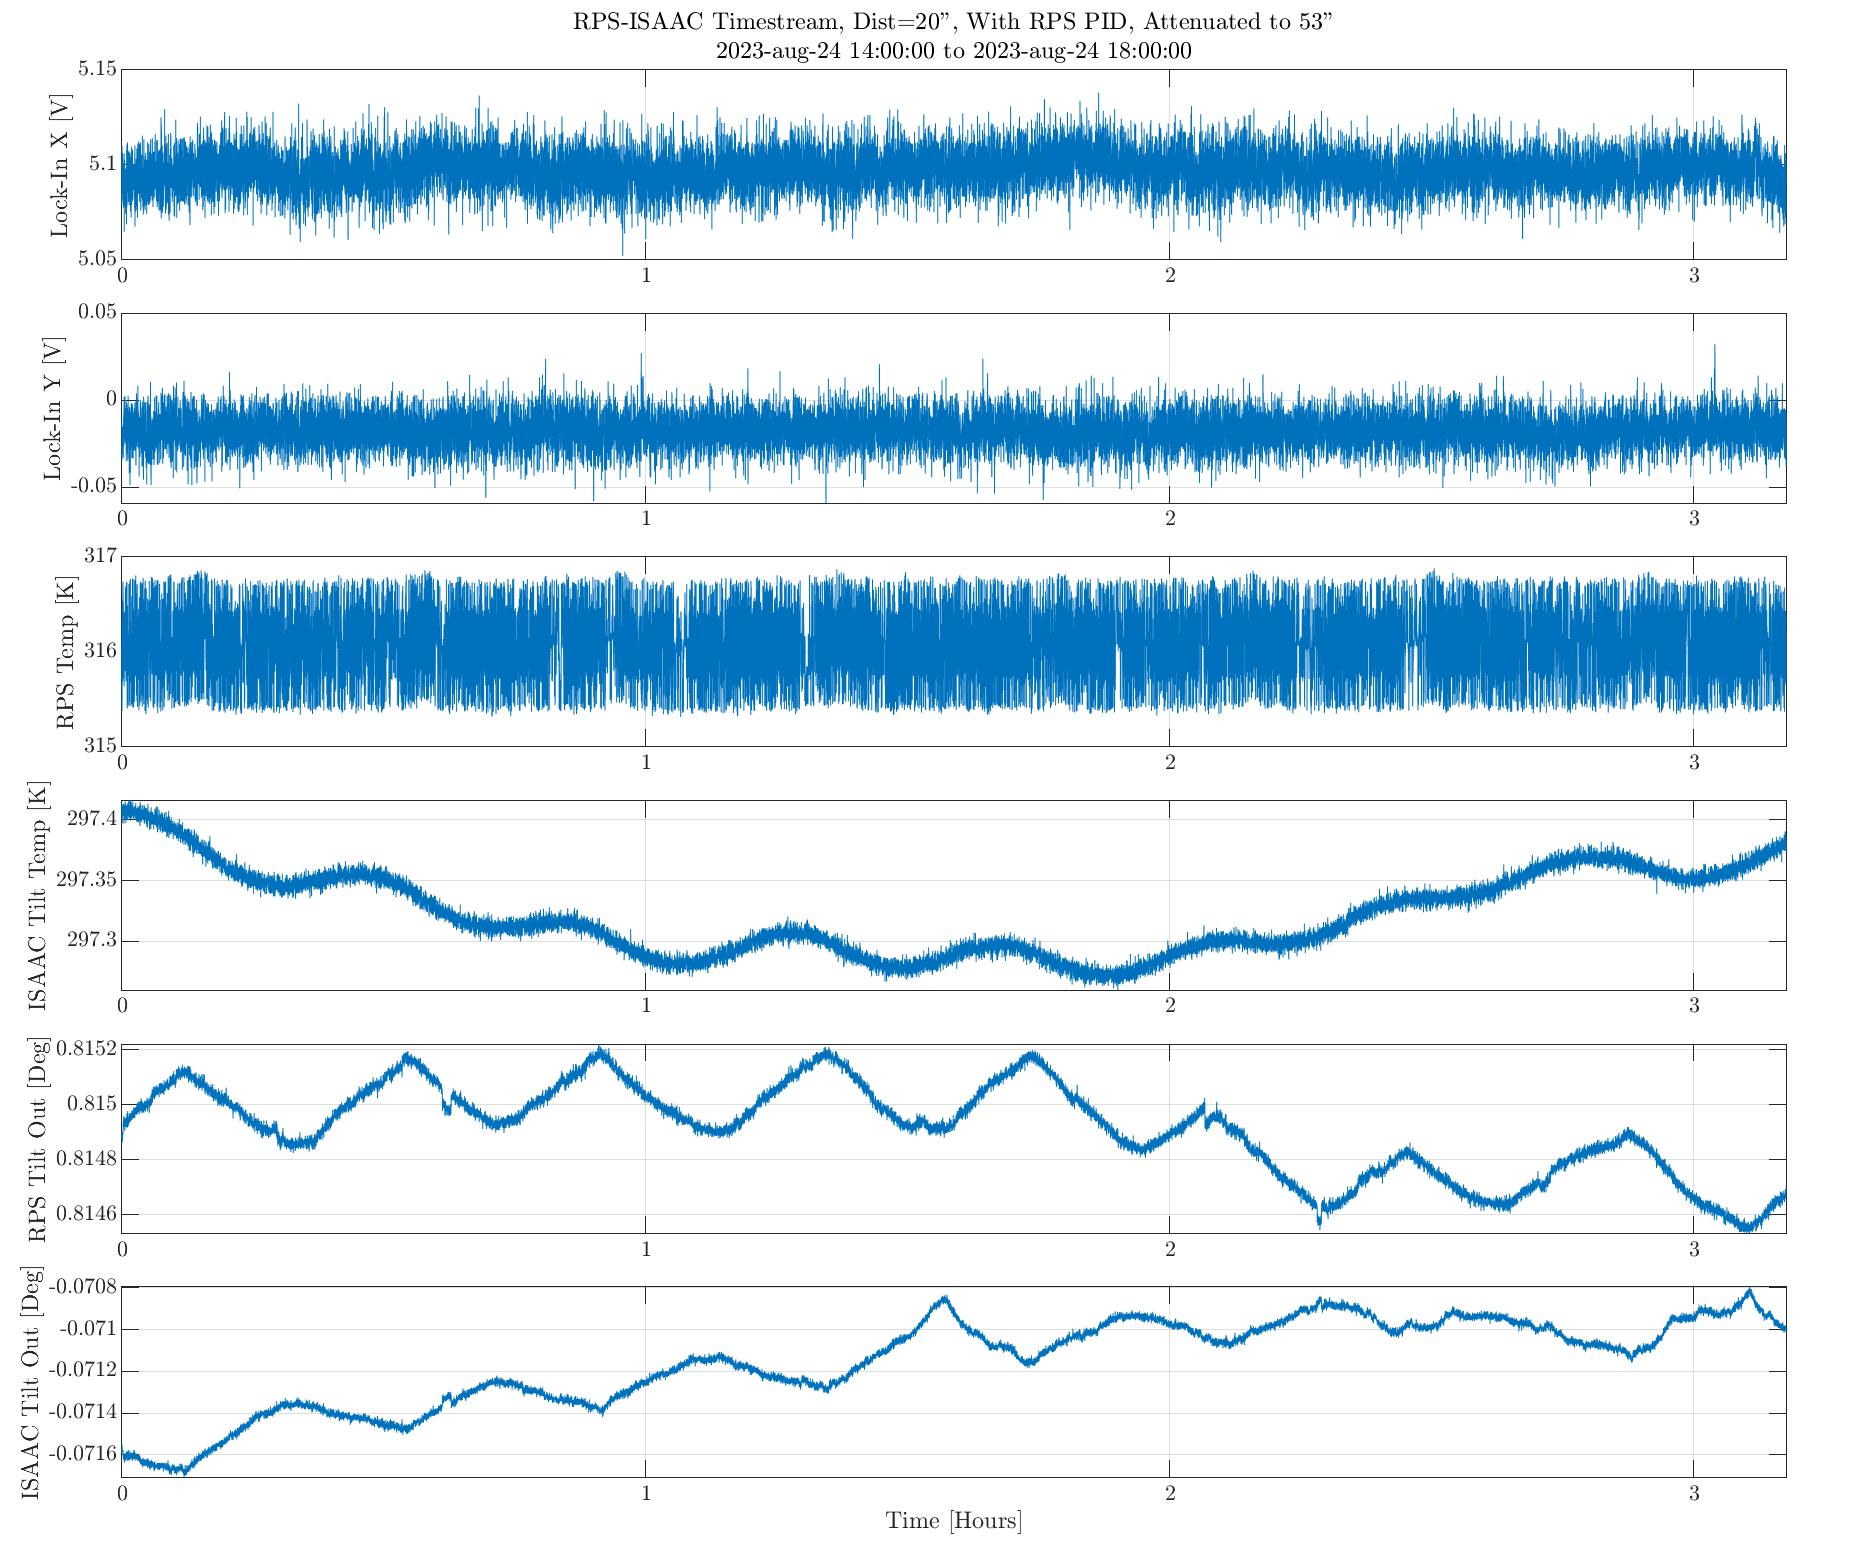 RPS-ISAAC Timestream, Dist=20”, With RPS PID, Attenuated to 53”
2023-aug-24 14:00:00 to 2023-aug-24 18:00:00
Lock-In X [V]
5.15
5.1
5.05
0 1 2 3
Lock-In Y [V]
0.05
0
-0.05
0 1 2 3
RPS Temp [K]
317
316
315
0 1 2 3
ISAAC Tilt Temp [K]
297.4
297.35
297.3
0 1 2 3
RPS Tilt Out [Deg]
0.8152
0.815
0.8148
0.8146
0 1 2 3
ISAAC Tilt Out [Deg]
-0.0708
-0.071
-0.0712
-0.0714
-0.0716
0 1 2 3
Time [Hours]